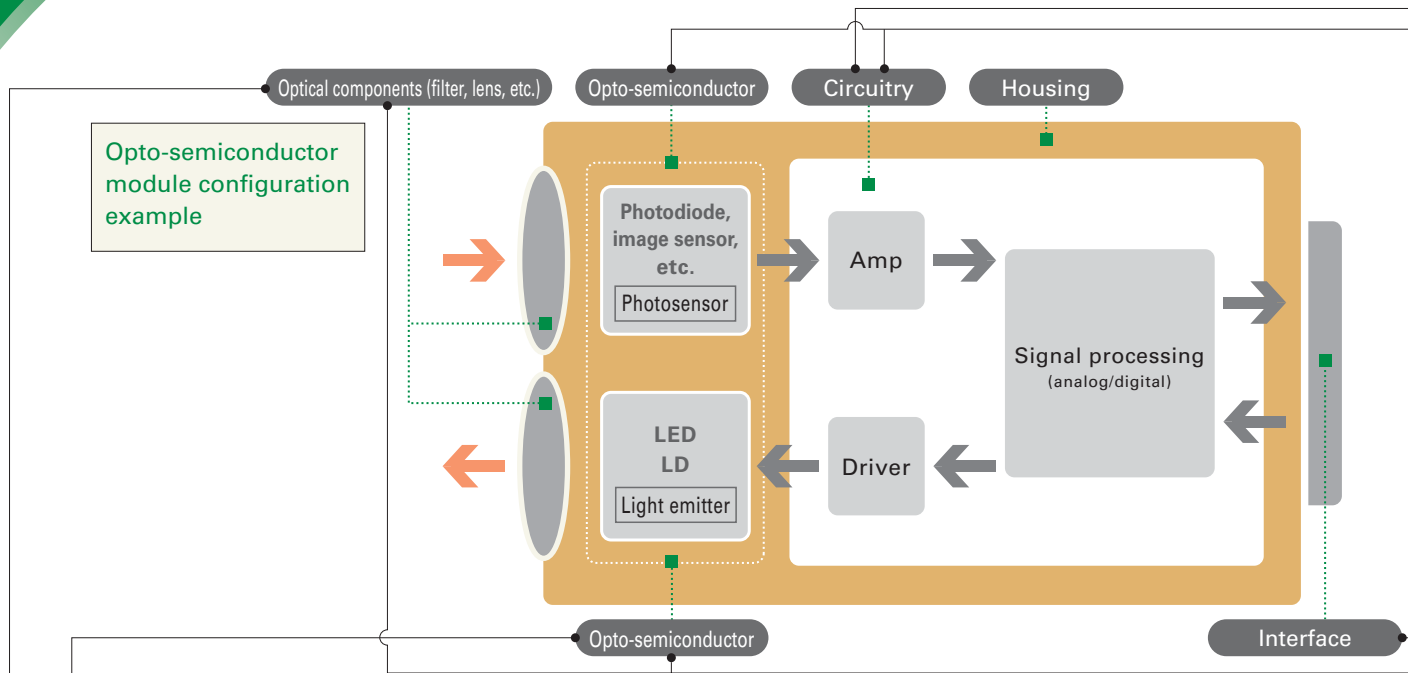 Optical components (filter, lens, etc.)
Opto-semiconductor
Circuitry
Housing
Opto-semiconductor
module configuration
example
Photodiode,
image sensor,
etc.
Photosensor
Amp
Signal processing
(analog/digital)
LED
LD
Light emitter
Driver
Opto-semiconductor
Interface